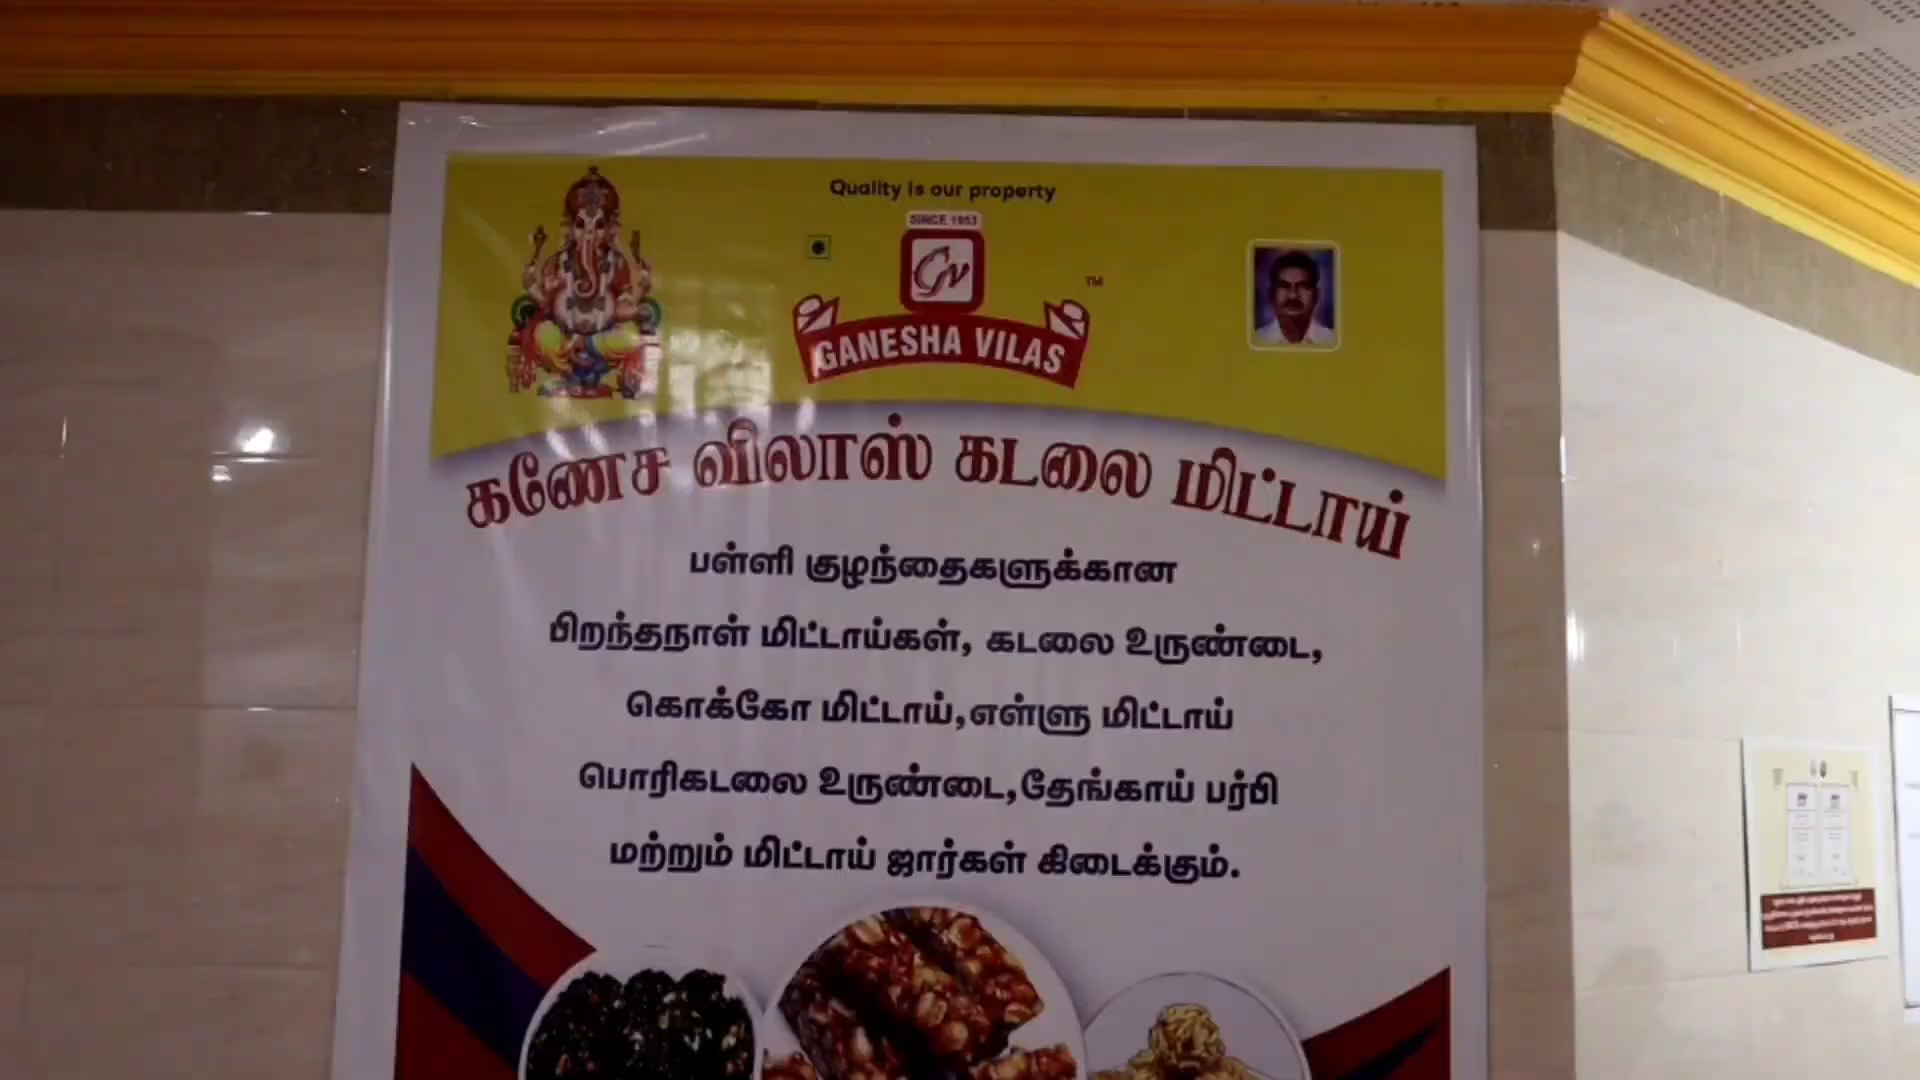 Quality is our property
SINCE 1953
GV
GANESHA VILAS
TM
கணேச விலாஸ் கடலை மிட்டாய்
பள்ளி குழந்தைகளுக்கான
பிறந்தநாள் மிட்டாய்கள், கடலை உருண்டை,
கொக்கோ மிட்டாய்,எள்ளு மிட்டாய்
பொரிகடலை உருண்டை,தேங்காய் பர்பி
மற்றும் மிட்டாய் ஜார்கள் கிடைக்கும்.